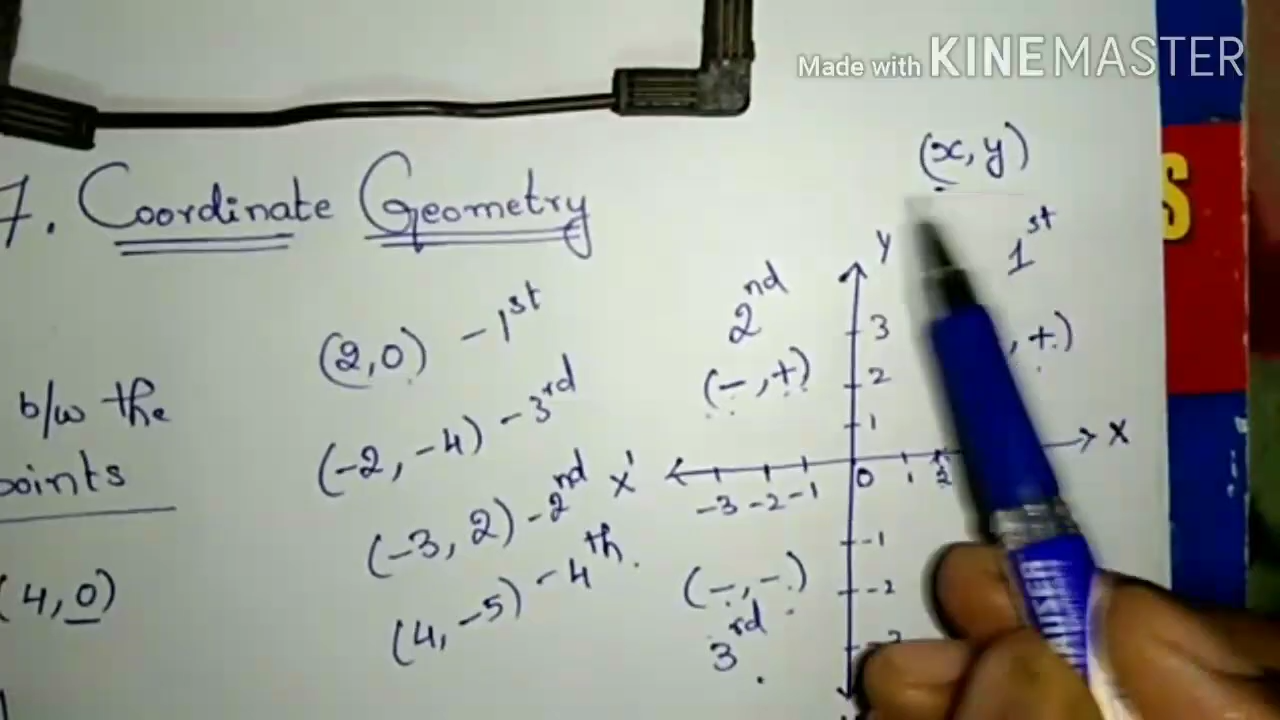 Made with KINEMASTER
7. Coordinate Geometry
(x, y)
1st
2nd
(-, +)
, +)
(2, 0) - 1st
(-2, -4) - 3rd
(-3, 2) - 2nd
(4, -5) - 4th.
b/w the
points
(4, 0)
y
3
2
1
X' X
-3 -2 -1 0 1 2
-1
-2
(-, -)
3rd